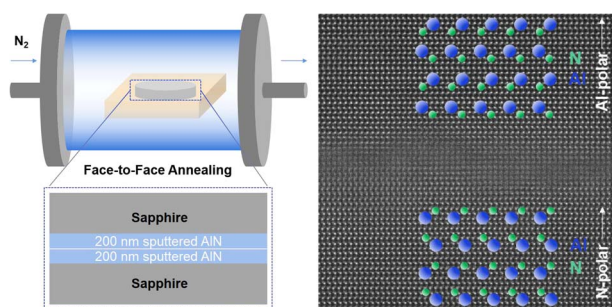 N₂
Face-to-Face Annealing
Sapphire
200 nm sputtered AlN
200 nm sputtered AlN
Sapphire
Al-polar
N
Al
Al
N
N-polar